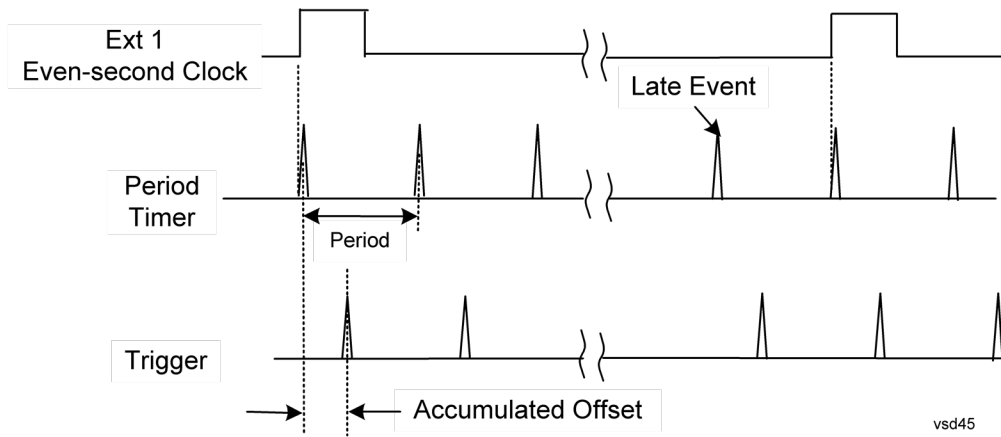 Ext 1
Even-second Clock
Late Event
Period
Timer
Period
Trigger
Accumulated Offset
vsd45